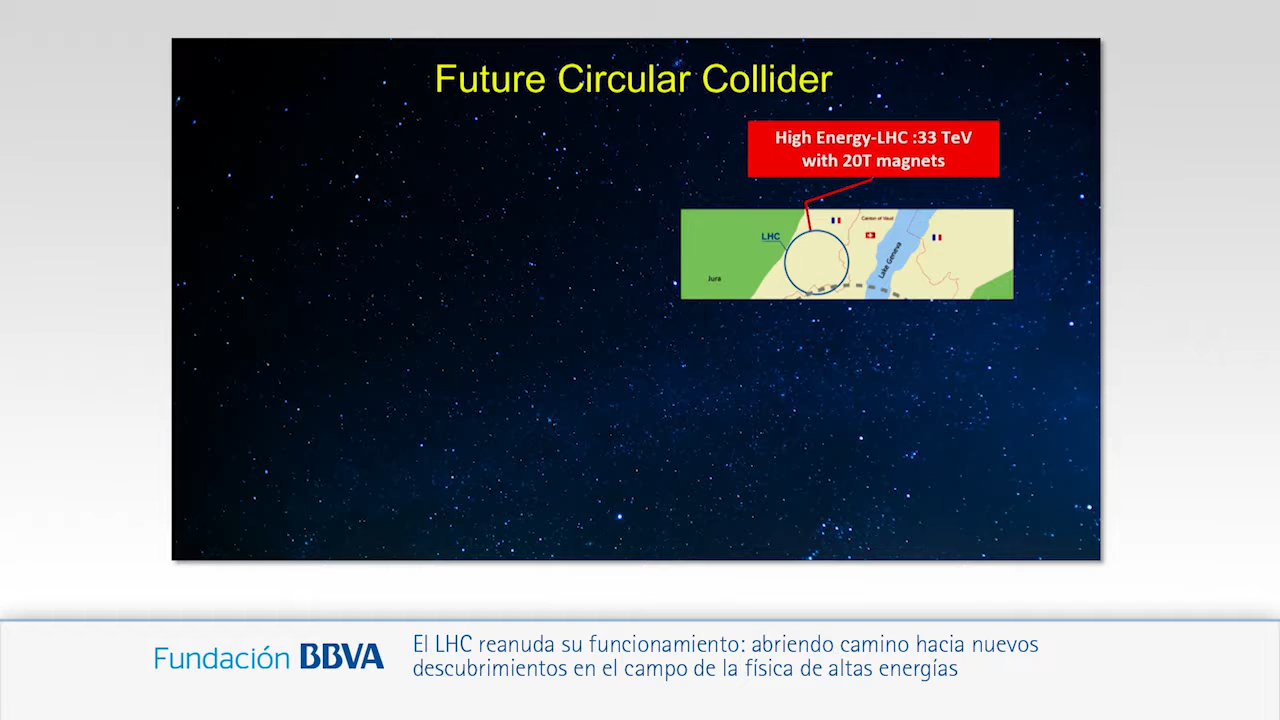 Future Circular Collider
High Energy-LHC :33 TeV
with 20T magnets
Canton of Vaud
LHC
Lake Geneva
Jura
Fundación BBVA
El LHC reanuda su funcionamiento: abriendo camino hacia nuevos
descubrimientos en el campo de la física de altas energías